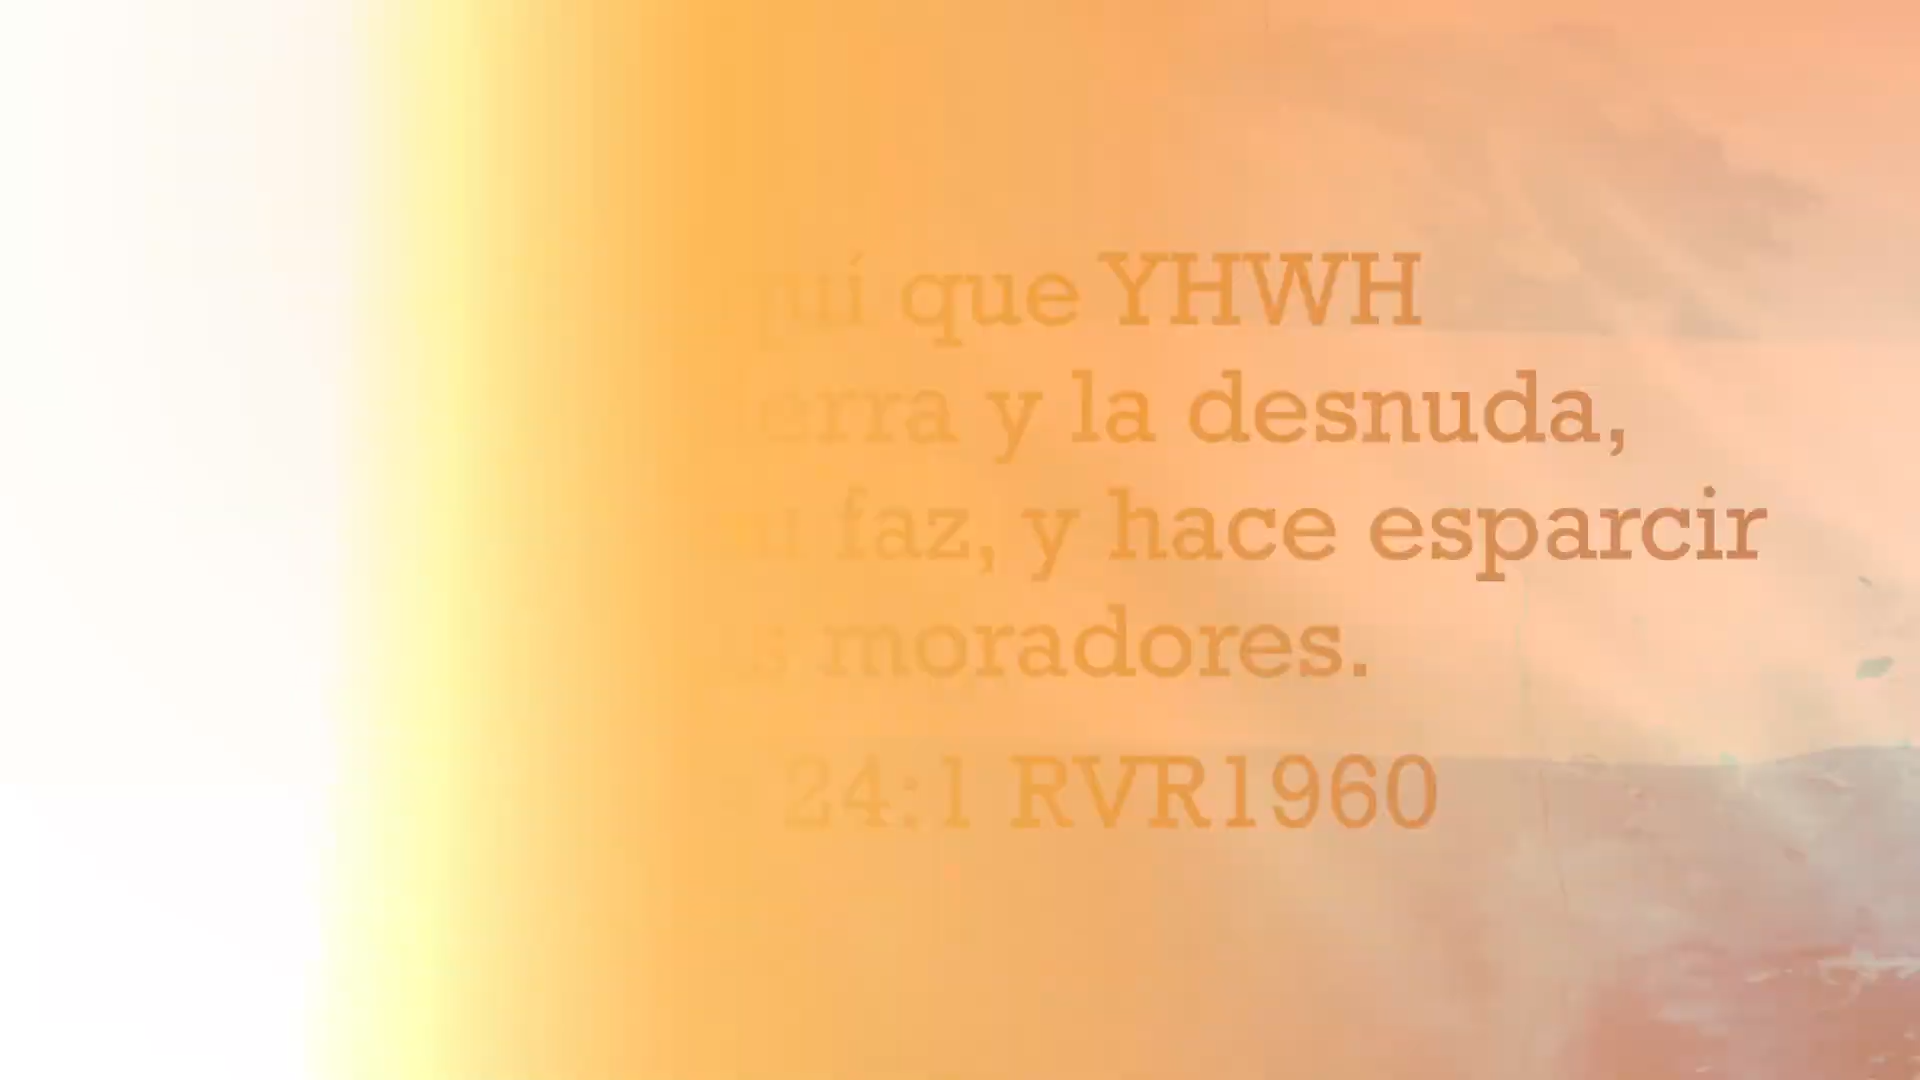 que YHWH
y la desnuda,
faz, y hace esparcir
moradores.
24:1 RVR1960